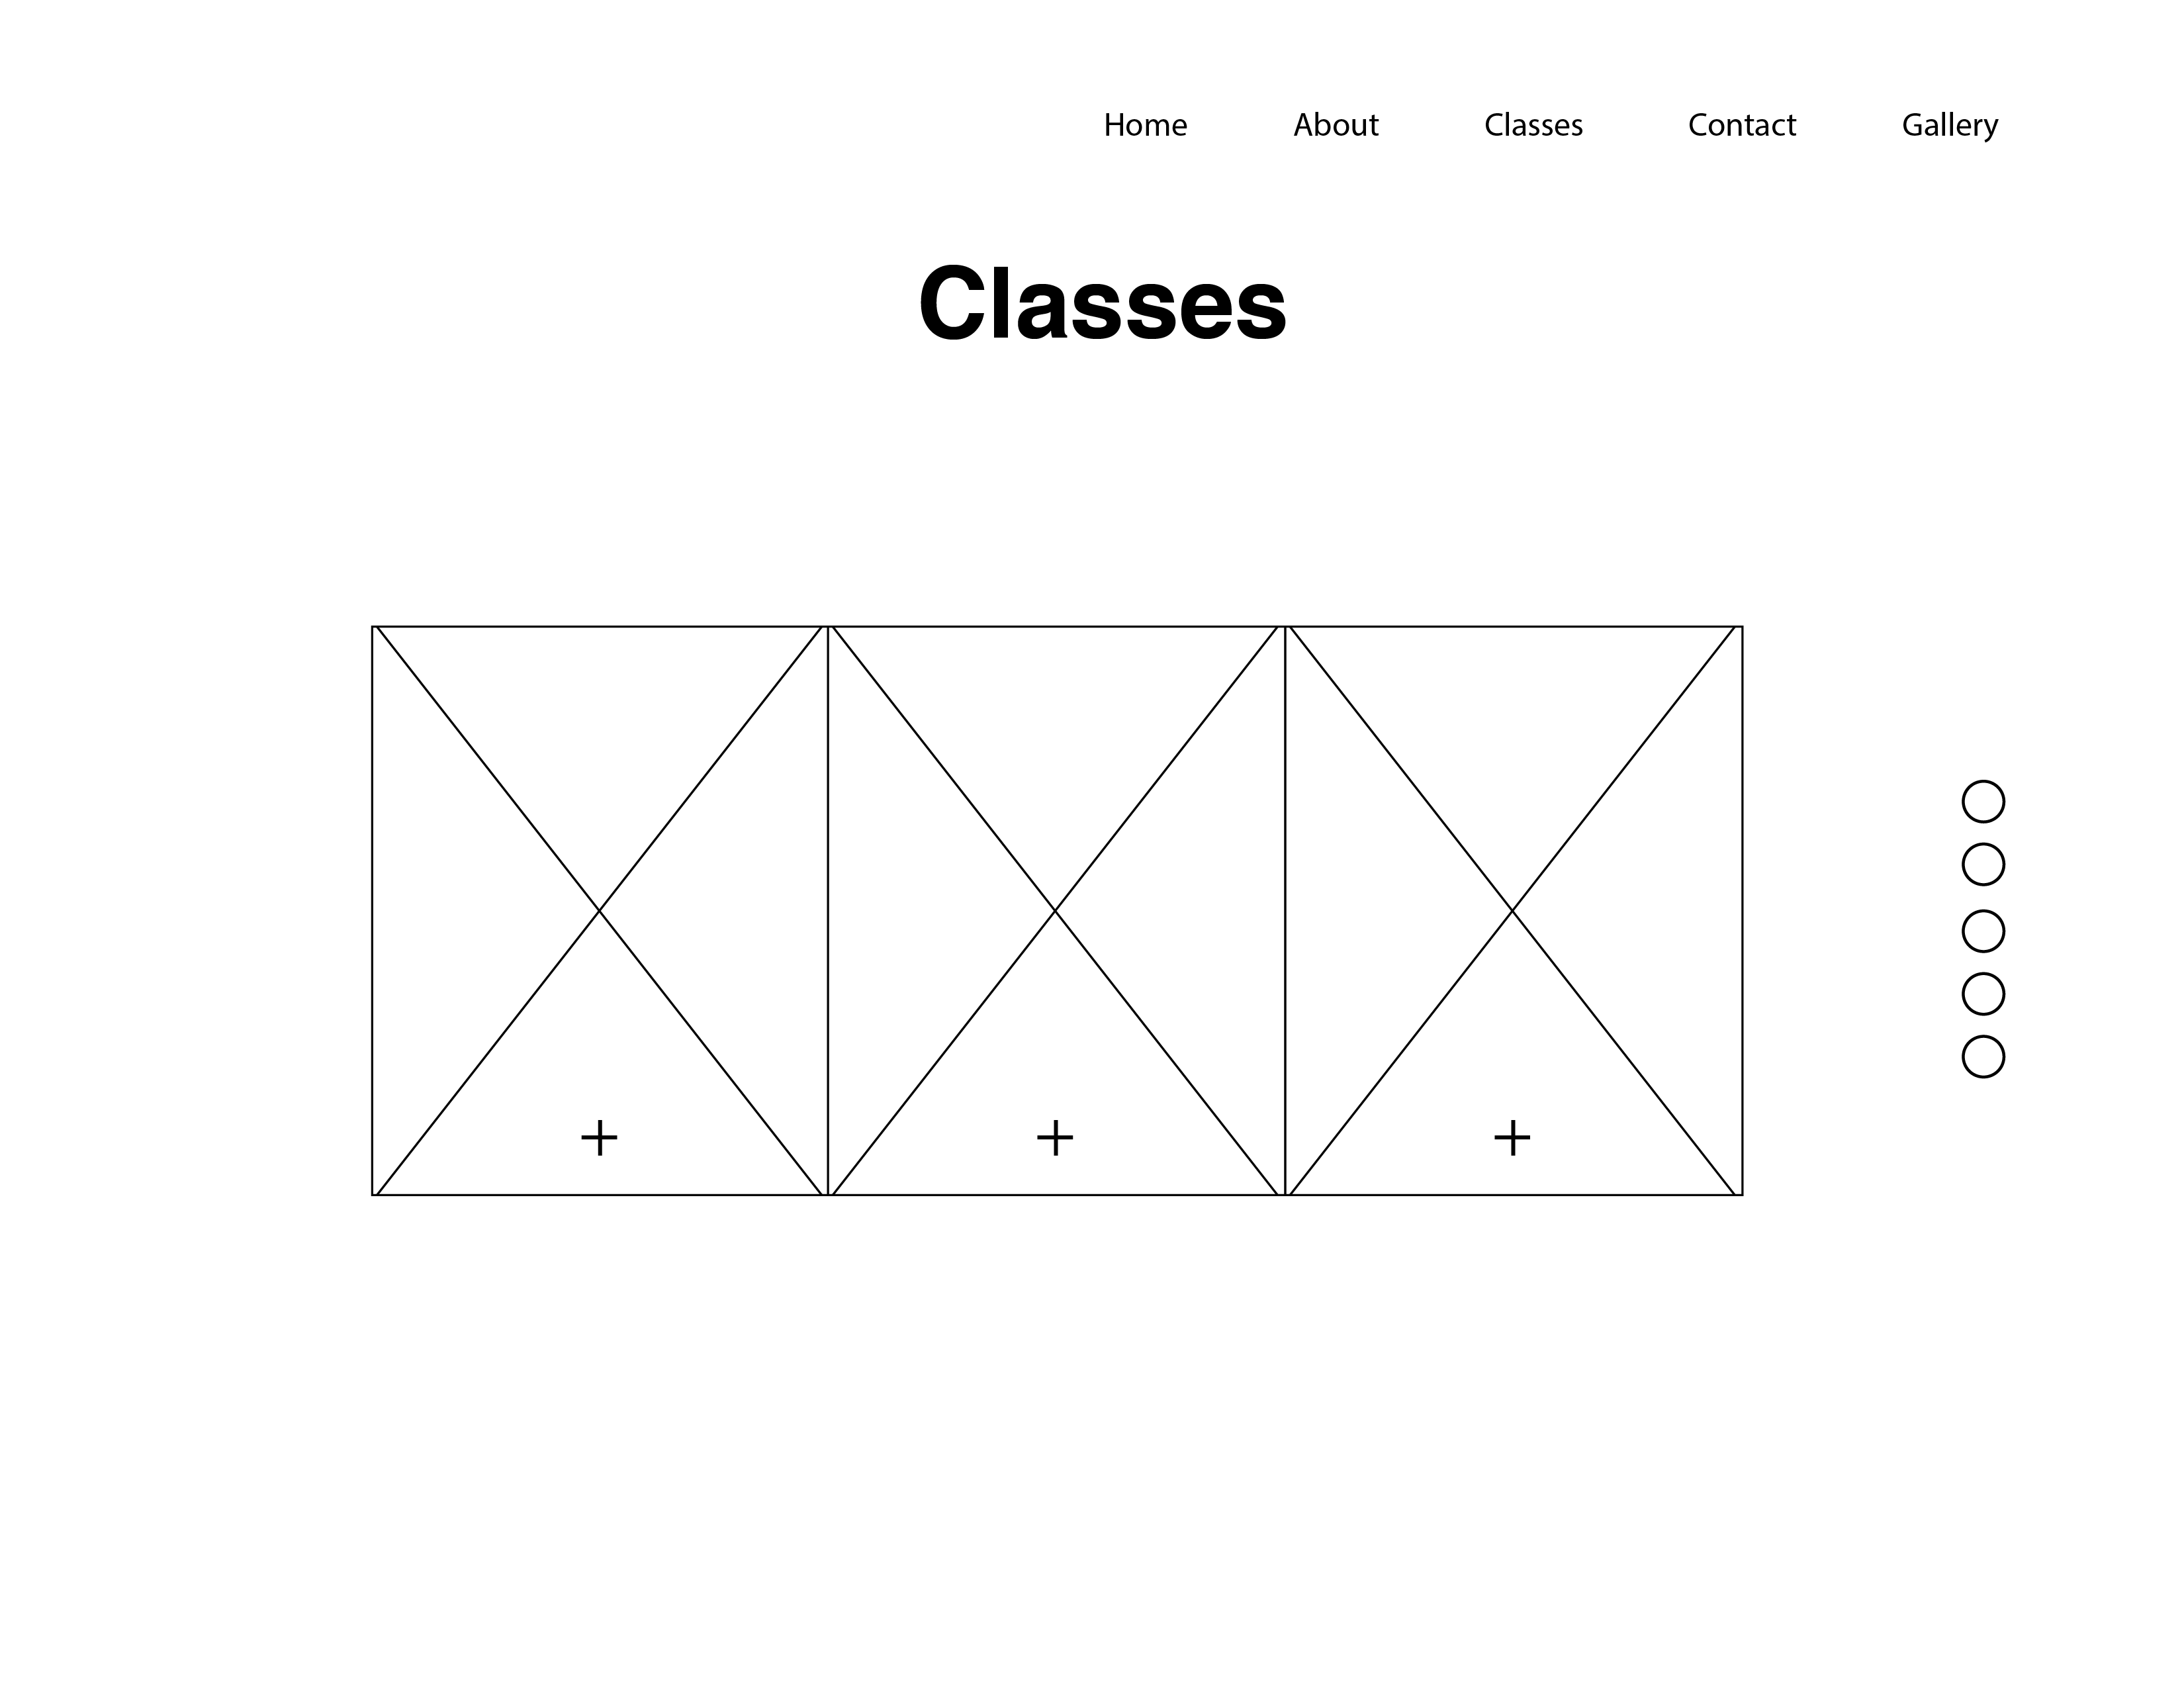 Home About Classes Contact Gallery
Classes
+ + +